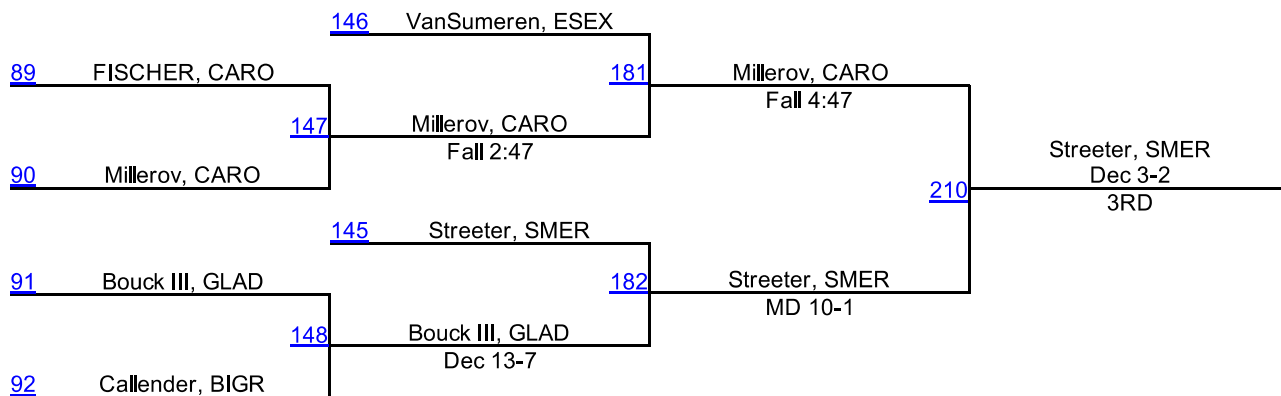 146 VanSumeren, ESEX
89 FISCHER, CARO
181 Millerov, CARO
Fall 4:47
147 Millerov, CARO
Fall 2:47
90 Millerov, CARO
Streeter, SMER
Dec 3-2
210
3RD
145 Streeter, SMER
91 Bouck III, GLAD
182 Streeter, SMER
MD 10-1
148 Bouck III, GLAD
Dec 13-7
92 Callender, BIGR